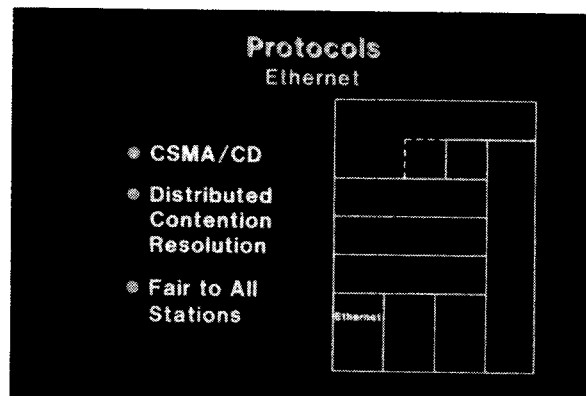 Protocols
Ethernet
CSMA/CD
Distributed
Contention
Resolution
Fair to All
Stations
Ethernet